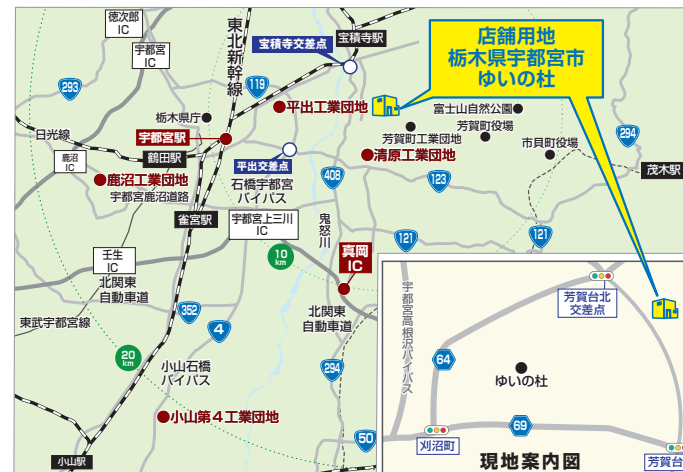 徳次郎
IC
東北新幹線
宝積寺交差点
宝積寺駅
店舗用地
栃木県宇都宮市
ゆいの杜
宇都宮
IC
293
119
平出工業団地
富士山自然公園
栃木県庁
芳賀町役場
芳賀町工業団地
294
日光線
宇都宮駅
市貝町役場
鶴田駅
平出交差点
清原工業団地
鹿沼
IC
茂木駅
鹿沼工業団地
石橋宇都宮
バイパス
408
123
宇都宮鹿沼道路
雀宮駅
宇都宮上三川
IC
鬼怒川
121
121
壬生
IC
10
km
真岡
IC
北関東
自動車道
352
北関東
自動車道
4
東武宇都宮線
20
km
小山石橋
バイパス
294
小山第4工業団地
50
小山駅
宇都宮高根沢バイパス
芳賀台北
交差点
64
ゆいの杜
69
刈沼町
現地案内図
芳賀台